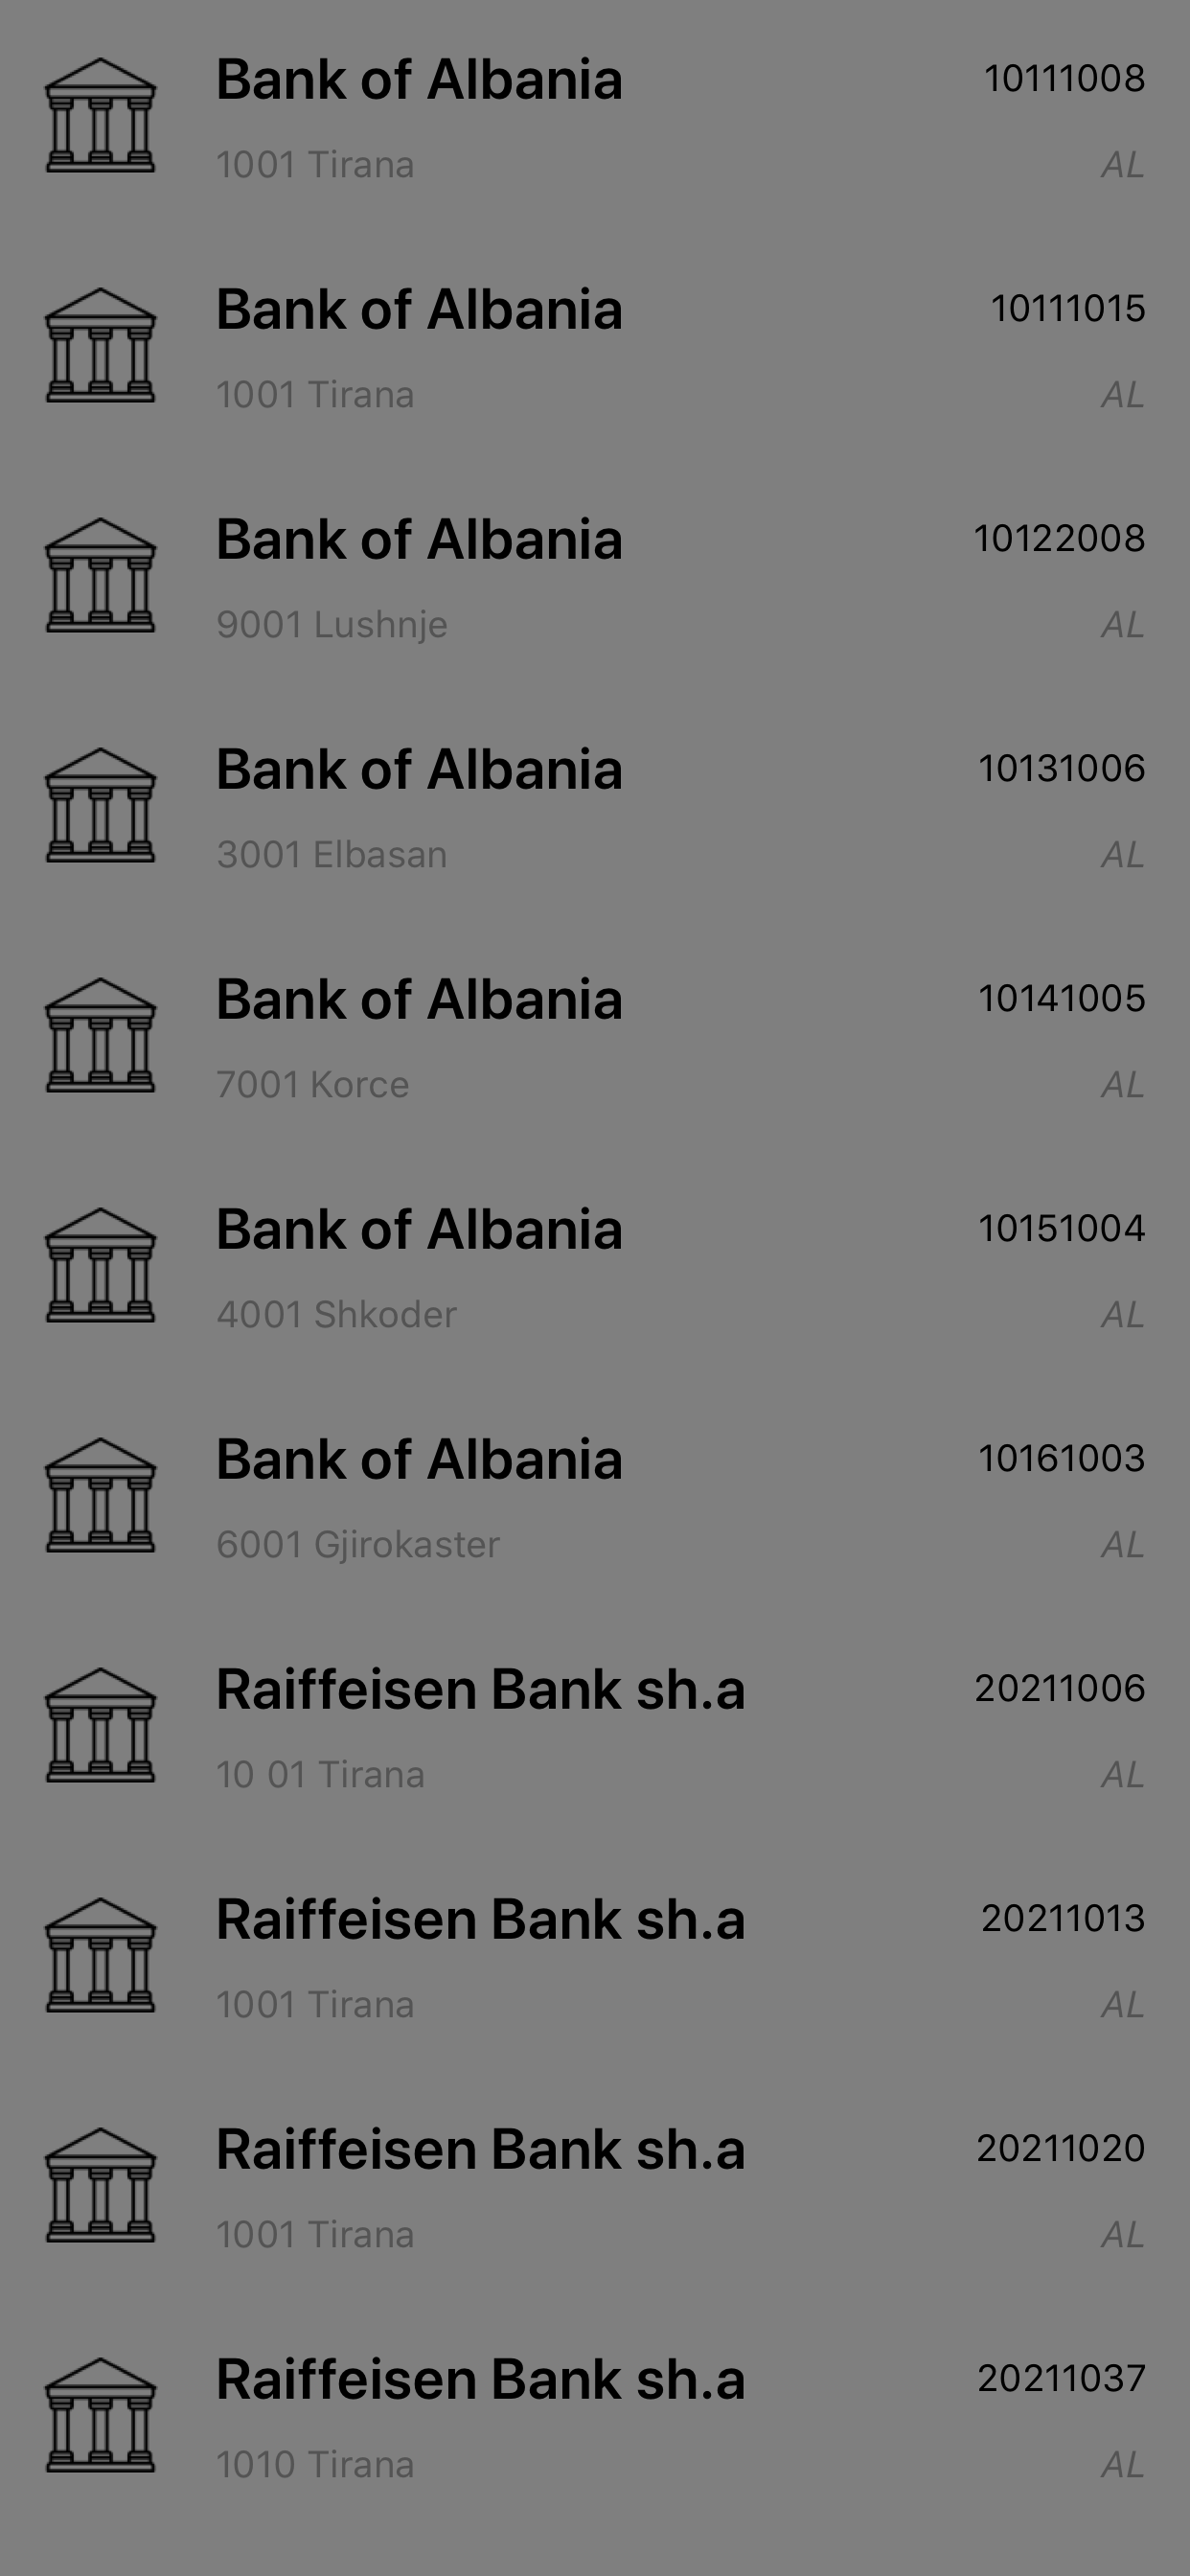 Bank of Albania 10111008
1001 Tirana AL
Bank of Albania 10111015
1001 Tirana AL
Bank of Albania 10122008
9001 Lushnje AL
Bank of Albania 10131006
3001 Elbasan AL
Bank of Albania 10141005
7001 Korce AL
Bank of Albania 10151004
4001 Shkoder AL
Bank of Albania 10161003
6001 Gjirokaster AL
Raiffeisen Bank sh.a 20211006
10 01 Tirana AL
Raiffeisen Bank sh.a 20211013
1001 Tirana AL
Raiffeisen Bank sh.a 20211020
1001 Tirana AL
Raiffeisen Bank sh.a 20211037
1010 Tirana AL